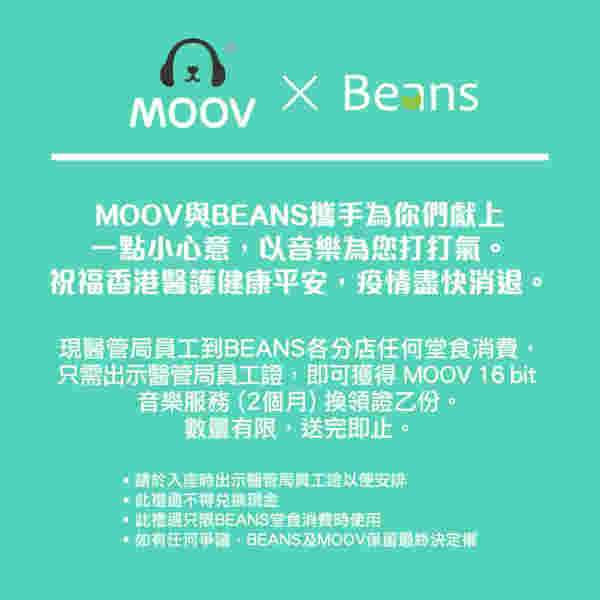 MOOV × Beans
MOOV與BEANS攜手為你們獻上
一點小心意，以音樂為您打打氣。
祝福香港醫護健康平安，疫情盡快消退。
現醫管局員工到BEANS各分店任何堂食消費，
只需出示醫管局員工證，即可獲得 MOOV 16 bit
音樂服務 (2個月) 換領證乙份。
數量有限，送完即止。
• 請於入座時出示醫管局員工證以便安排
• 此禮遇不得兌換現金
• 此禮遇只限BEANS堂食消費時使用
• 如有任何爭議，BEANS及MOOV保留最終決定權